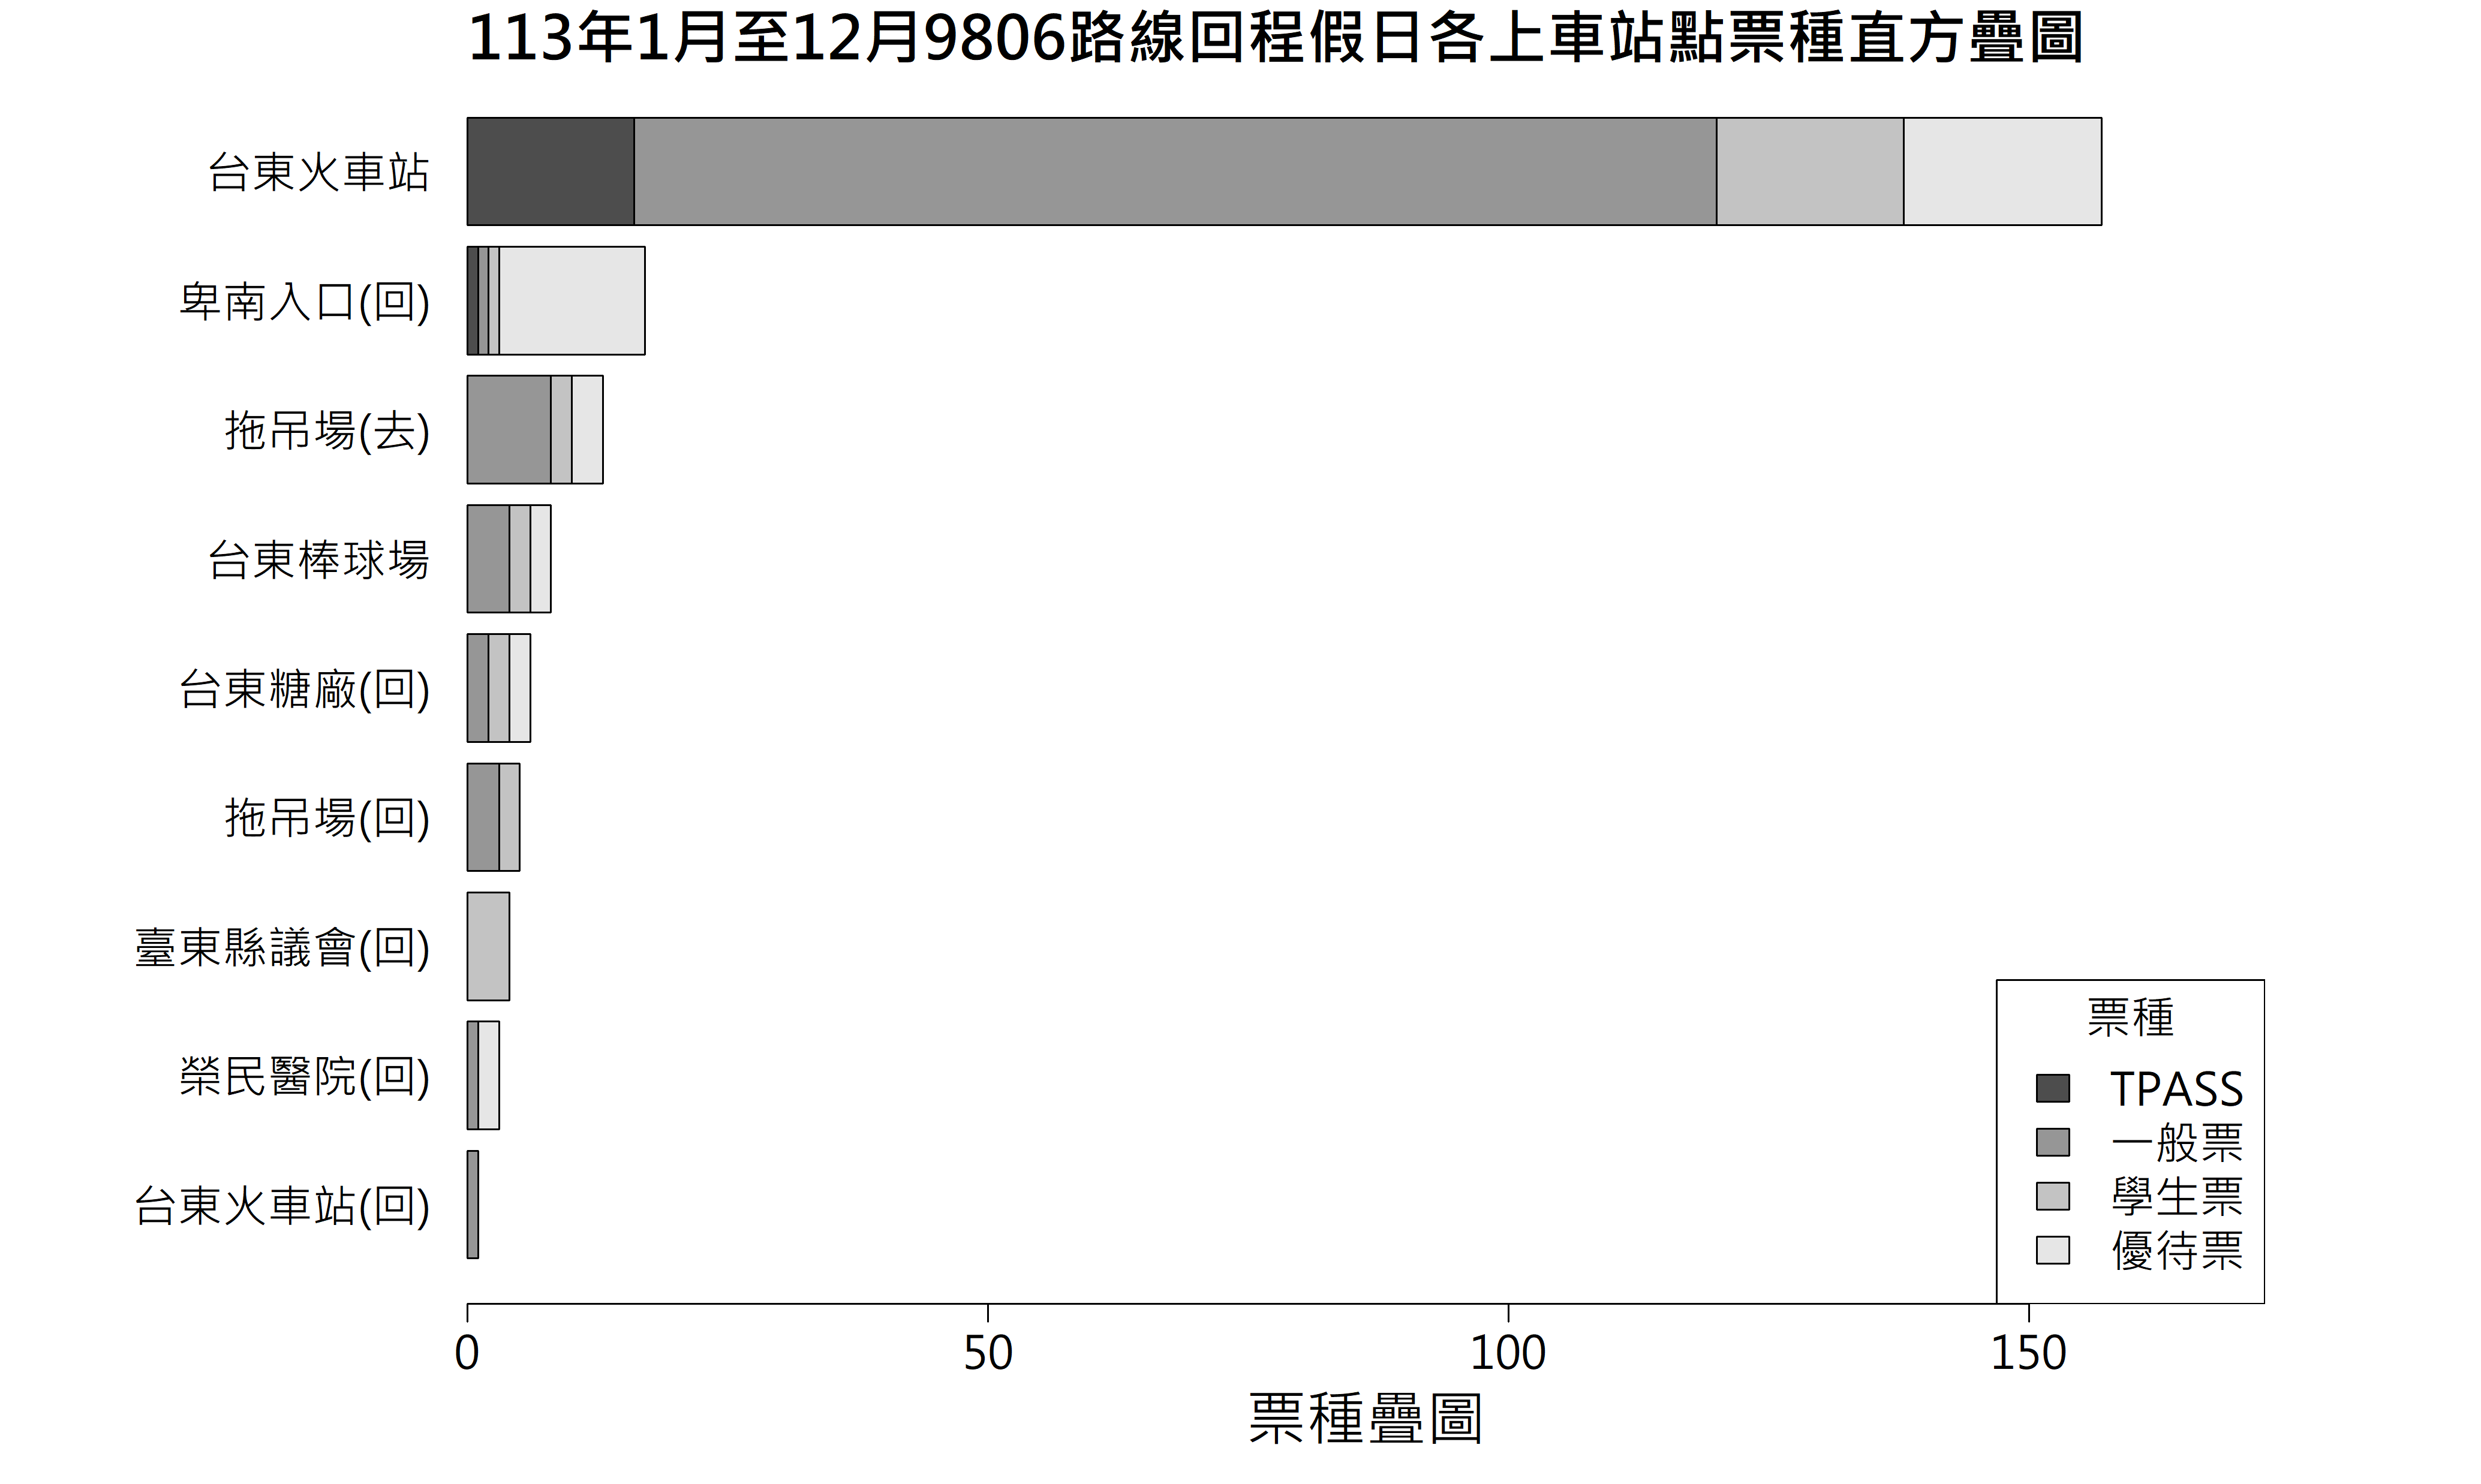 113年1月至12月9806路線回程假日各上車站點票種直方疊圖
台東火車站
卑南入口(回)
拖吊場(去)
台東棒球場
台東糖廠(回)
拖吊場(回)
臺東縣議會(回)
榮民醫院(回)
台東火車站(回)
票種
TPASS
一般票
學生票
優待票
0 50 100 150
票種疊圖